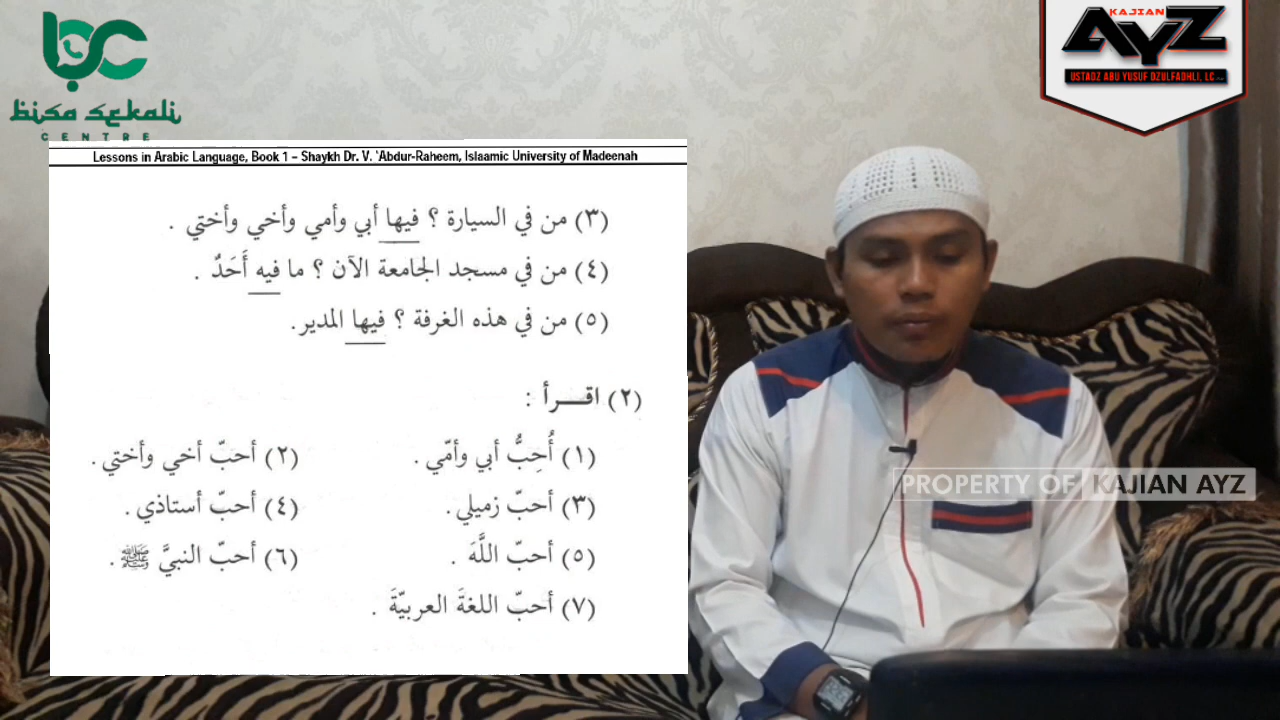 bisa sekali
CENTRE
KAJIAN
AYZ
USTADZ ABU YUSUF DZULFADHLI, LC
Lessons in Arabic Language, Book 1 – Shaykh Dr. V. 'Abdur-Raheem, Islaamic University of Madeenah
(٣) من في السيارة ؟ فيها أبي وأمي وأخي وأختي .
(٤) من في مسجد الجامعة الآن ؟ ما فيه أَحَدٌ .
(٥) من في هذه الغرفة ؟ فيها المدير.
(٢) اقـــرأ :
(١) أُحِبُّ أبي وأمّي .
(٢) أحبّ أخي وأختي .
(٣) أحبّ زميلي.
(٤) أحبّ أستاذي .
(٥) أحبّ اللَّهَ .
(٦) أحبّ النبيَّ ﷺ .
(٧) أحبّ اللغةَ العربيّةَ .
PROPERTY OF KAJIAN AYZ